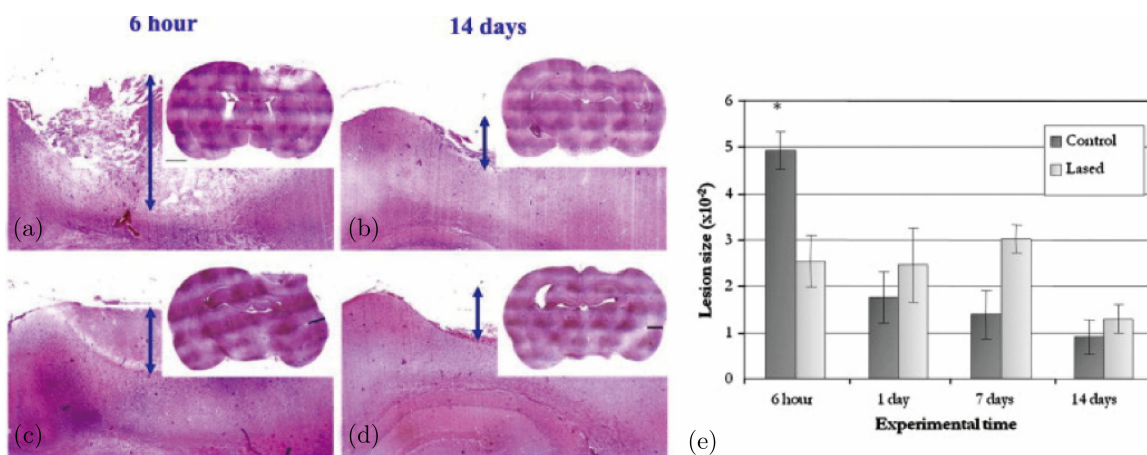 6 hour
14 days
(a)
(b)
(c)
(d)
6
5
4
3
2
1
0
Lesion size (x10-2)
*
Control
Lased
6 hour
1 day
7 days
14 days
Experimental time
(e)